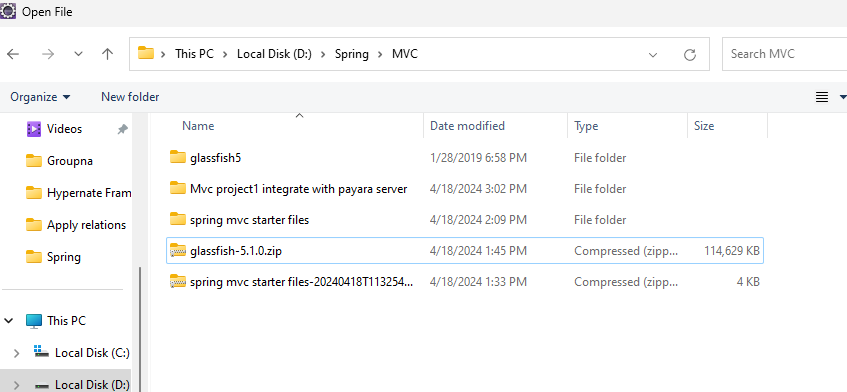 Open File
This PC Local Disk (D:) Spring MVC
Search MVC
Organize New folder
Name Date modified Type Size
Videos
Groupna
Hypernate Fram
Apply relations
Spring
This PC
Local Disk (C:)
Local Disk (D:)
glassfish5 1/28/2019 6:58 PM File folder
Mvc project1 integrate with payara server 4/18/2024 3:02 PM File folder
spring mvc starter files 4/18/2024 2:09 PM File folder
glassfish-5.1.0.zip 4/18/2024 1:45 PM Compressed (zipp... 114,629 KB
spring mvc starter files-20240418T113254... 4/18/2024 1:33 PM Compressed (zipp... 4 KB